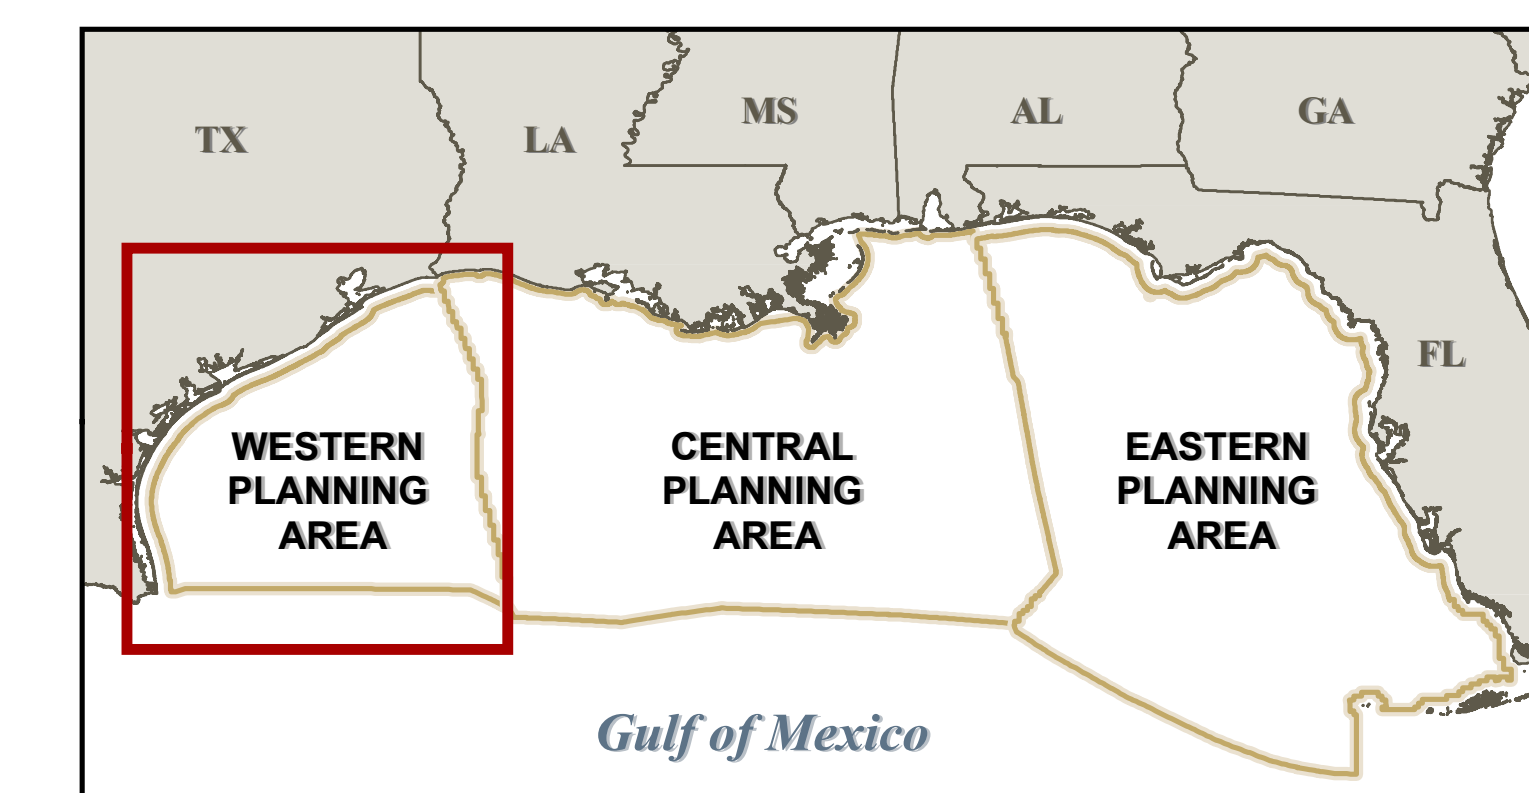 TX
LA
MS
AL
GA
FL
WESTERN
PLANNING
AREA
CENTRAL
PLANNING
AREA
EASTERN
PLANNING
AREA
Gulf of Mexico